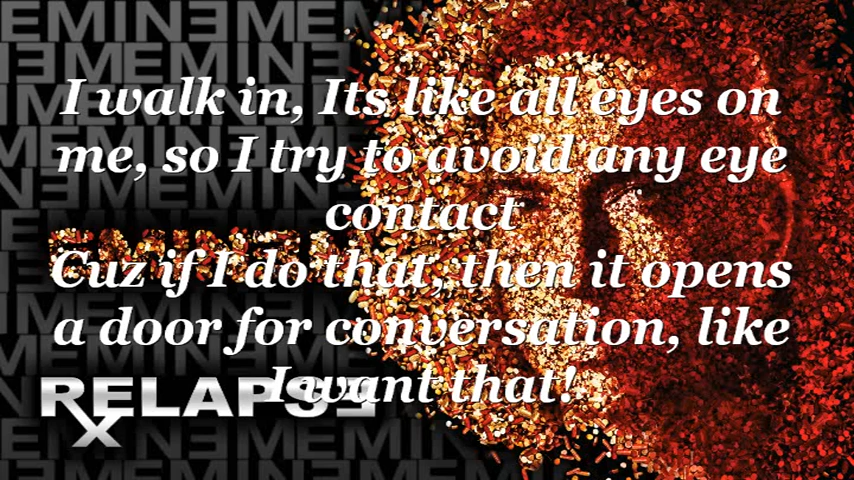 I walk in, Its like all eyes on
me, so I try to avoid any eye
contact
Cuz if I do that, then it opens
a door for conversation, like
I want that!
EMINEM
RELAPSE